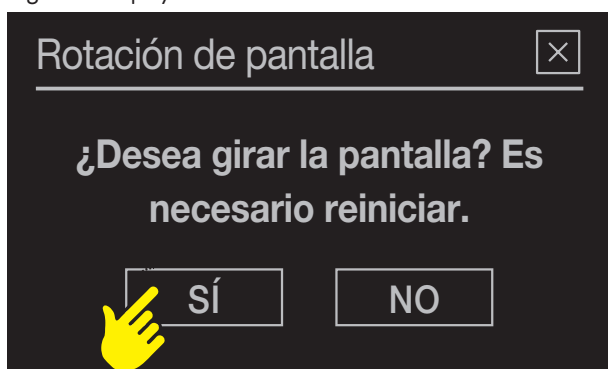 Rotación de pantalla
¿Desea girar la pantalla? Es
necesario reiniciar.
SÍ NO